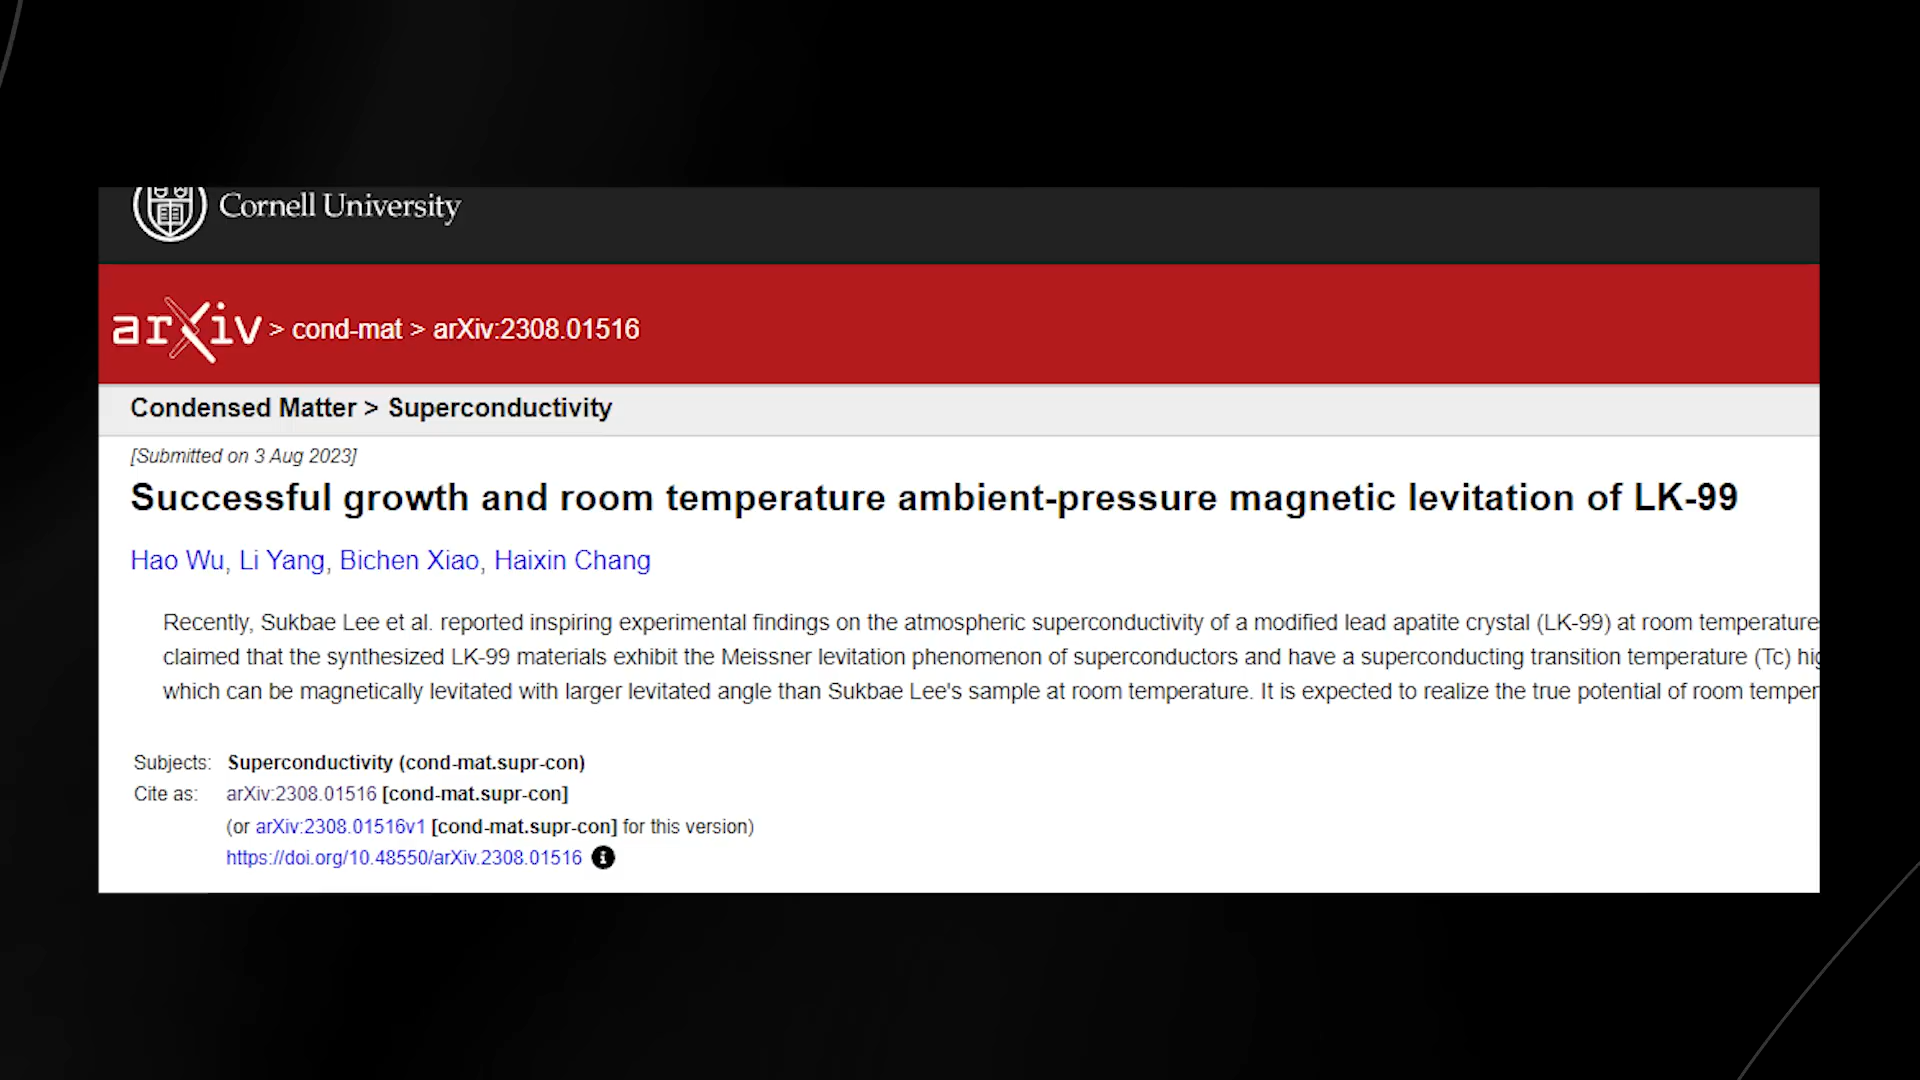 Cornell University
arXiv > cond-mat > arXiv:2308.01516
Condensed Matter > Superconductivity
[Submitted on 3 Aug 2023]
Successful growth and room temperature ambient-pressure magnetic levitation of LK-99
Hao Wu, Li Yang, Bichen Xiao, Haixin Chang
Recently, Sukbae Lee et al. reported inspiring experimental findings on the atmospheric superconductivity of a modified lead apatite crystal (LK-99) at room temperature
claimed that the synthesized LK-99 materials exhibit the Meissner levitation phenomenon of superconductors and have a superconducting transition temperature (Tc)
which can be magnetically levitated with larger levitated angle than Sukbae Lee's sample at room temperature. It is expected to realize the true potential of room
Subjects: Superconductivity (cond-mat.supr-con)
Cite as: arXiv:2308.01516 [cond-mat.supr-con]
(or arXiv:2308.01516v1 [cond-mat.supr-con] for this version)
https://doi.org/10.48550/arXiv.2308.01516